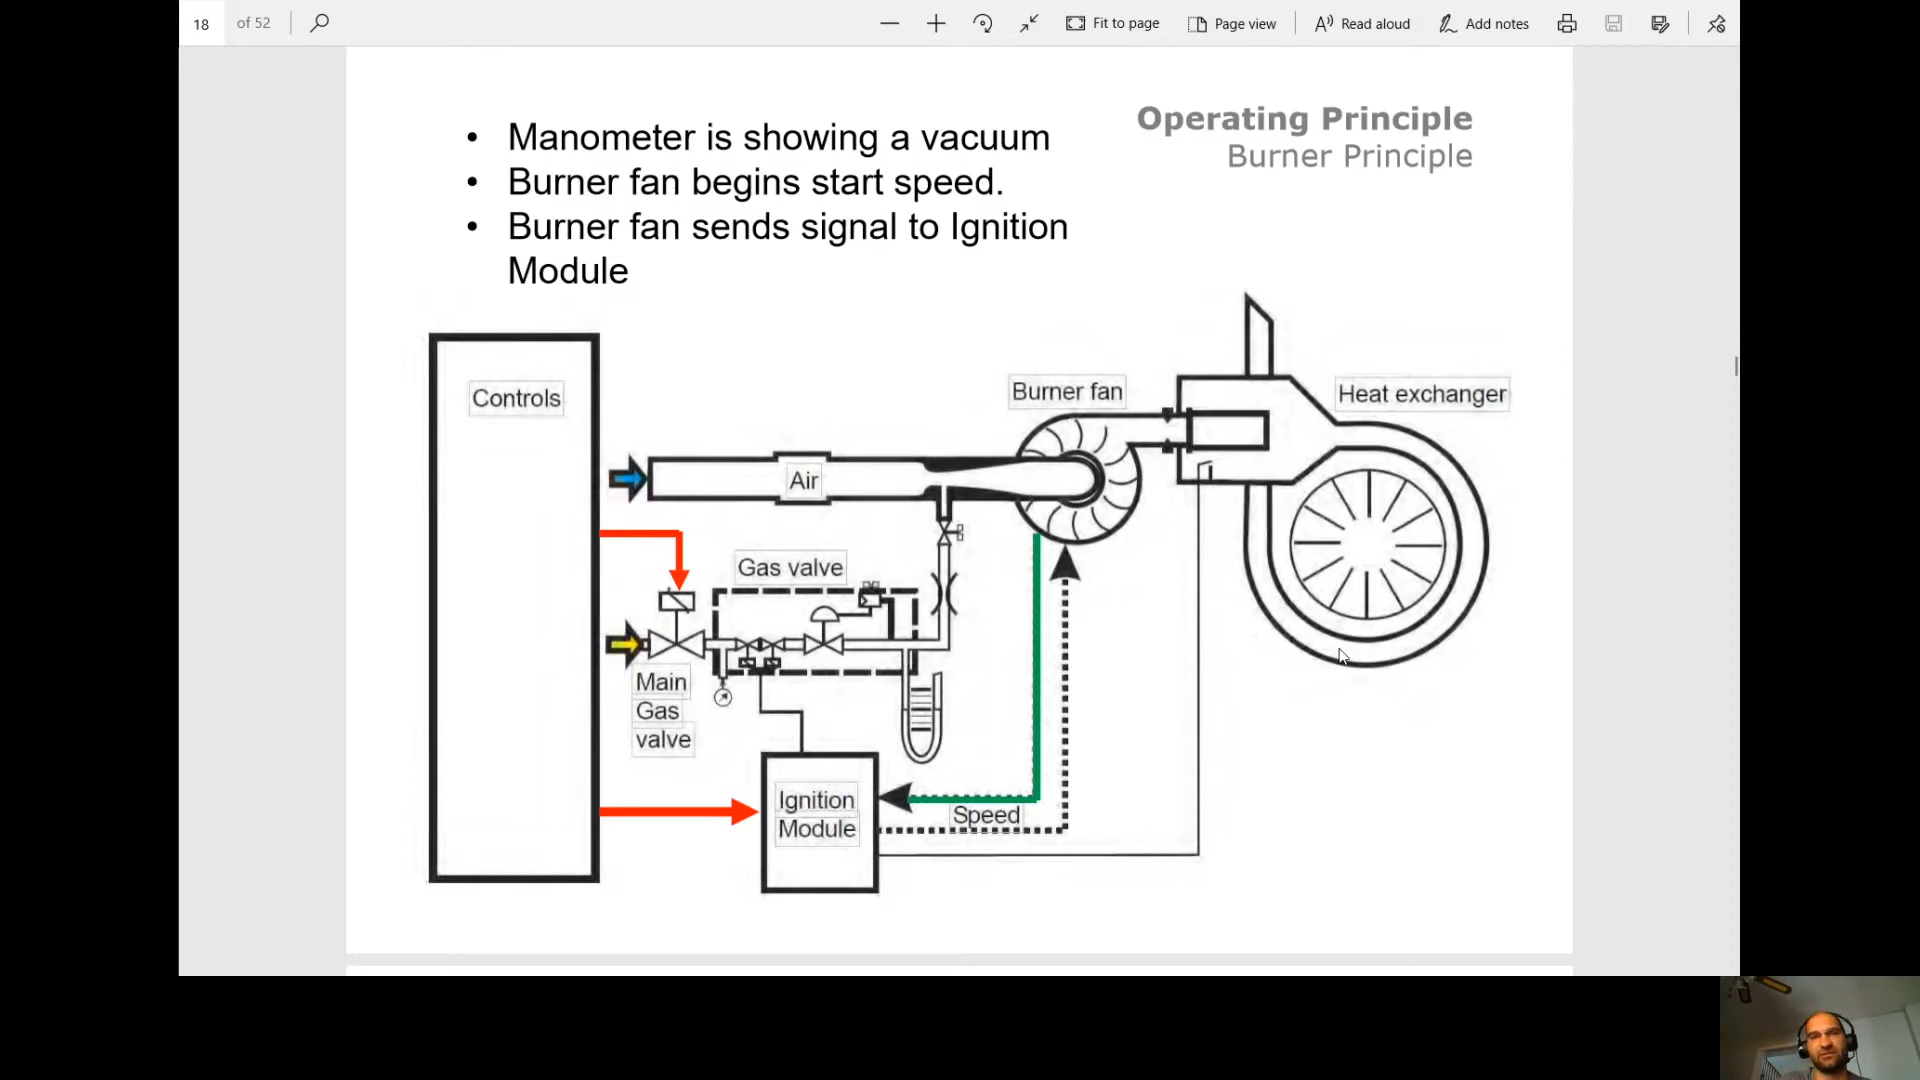 18 of 52 Fit to page Page view Read aloud Add notes
Operating Principle
Burner Principle
• Manometer is showing a vacuum
• Burner fan begins start speed.
• Burner fan sends signal to Ignition
Module
Controls
Burner fan
Heat exchanger
Air
Gas valve
Main
Gas
valve
Ignition
Module
Speed